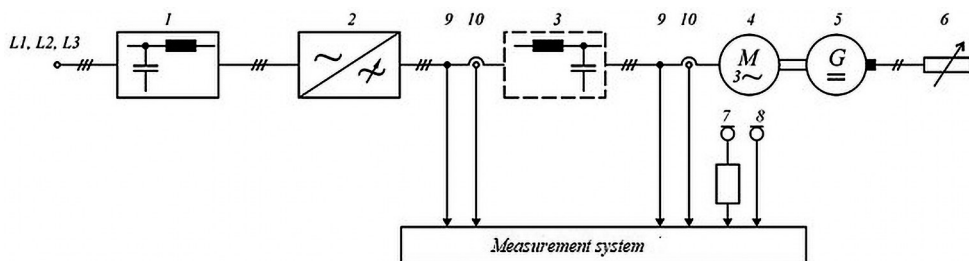 1 2 9 10 3 9 10 4 5 6
L1, L2, L3
M
3~
G
7 8
Measurement system